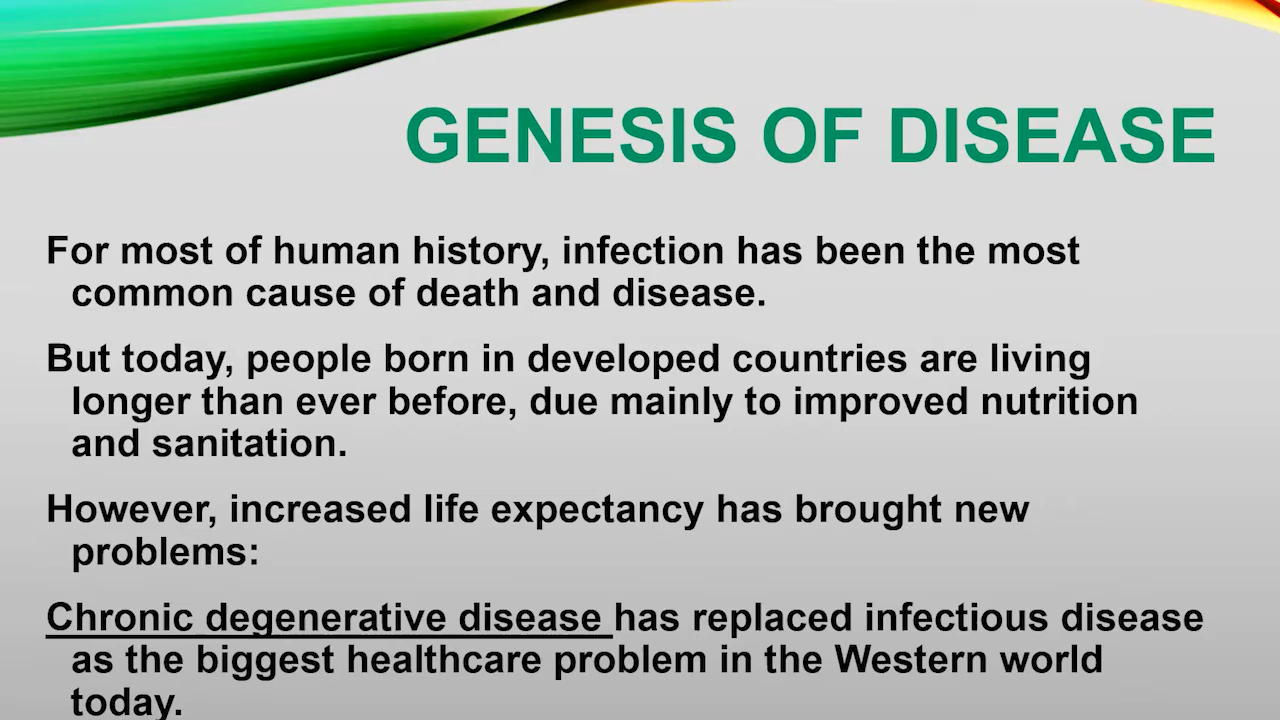 GENESIS OF DISEASE
For most of human history, infection has been the most
common cause of death and disease.
But today, people born in developed countries are living
longer than ever before, due mainly to improved nutrition
and sanitation.
However, increased life expectancy has brought new
problems:
Chronic degenerative disease has replaced infectious disease
as the biggest healthcare problem in the Western world
today.